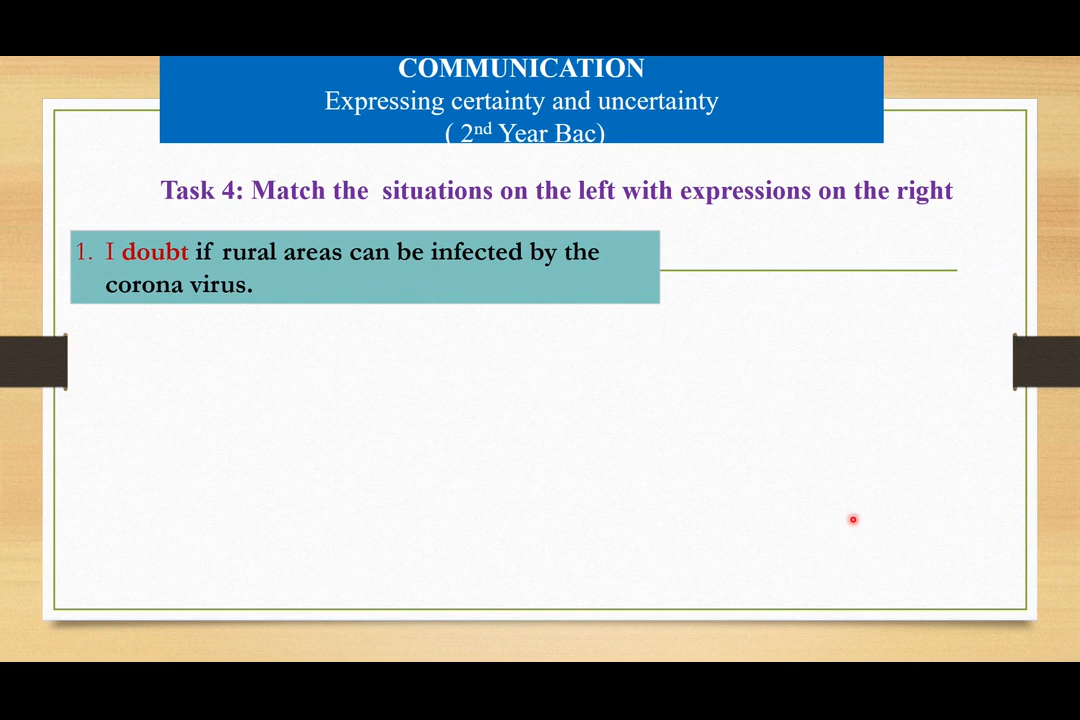 COMMUNICATION
Expressing certainty and uncertainty
( 2nd Year Bac)
Task 4: Match the situations on the left with expressions on the right
1. I doubt if rural areas can be infected by the
corona virus.